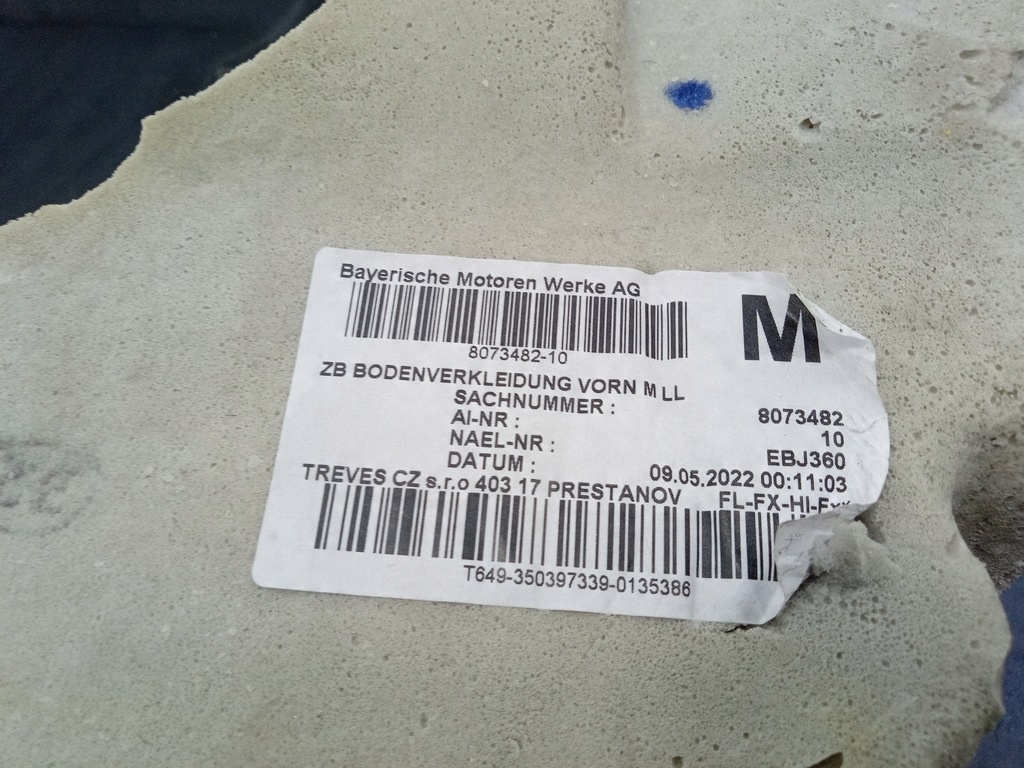 Bayerische Motoren Werke AG
M
8073482-10
ZB BODENVERKLEIDUNG VORN M LL
SACHNUMMER : 8073482
AI-NR : 10
NAEL-NR : EBJ360
DATUM : 09.05.2022 00:11:03
TREVES CZ s.r.o 403 17 PRESTANOV
T649-350397339-0135386